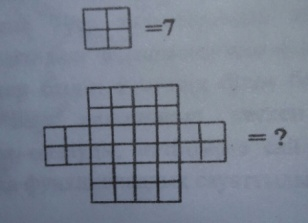 =7
= ?